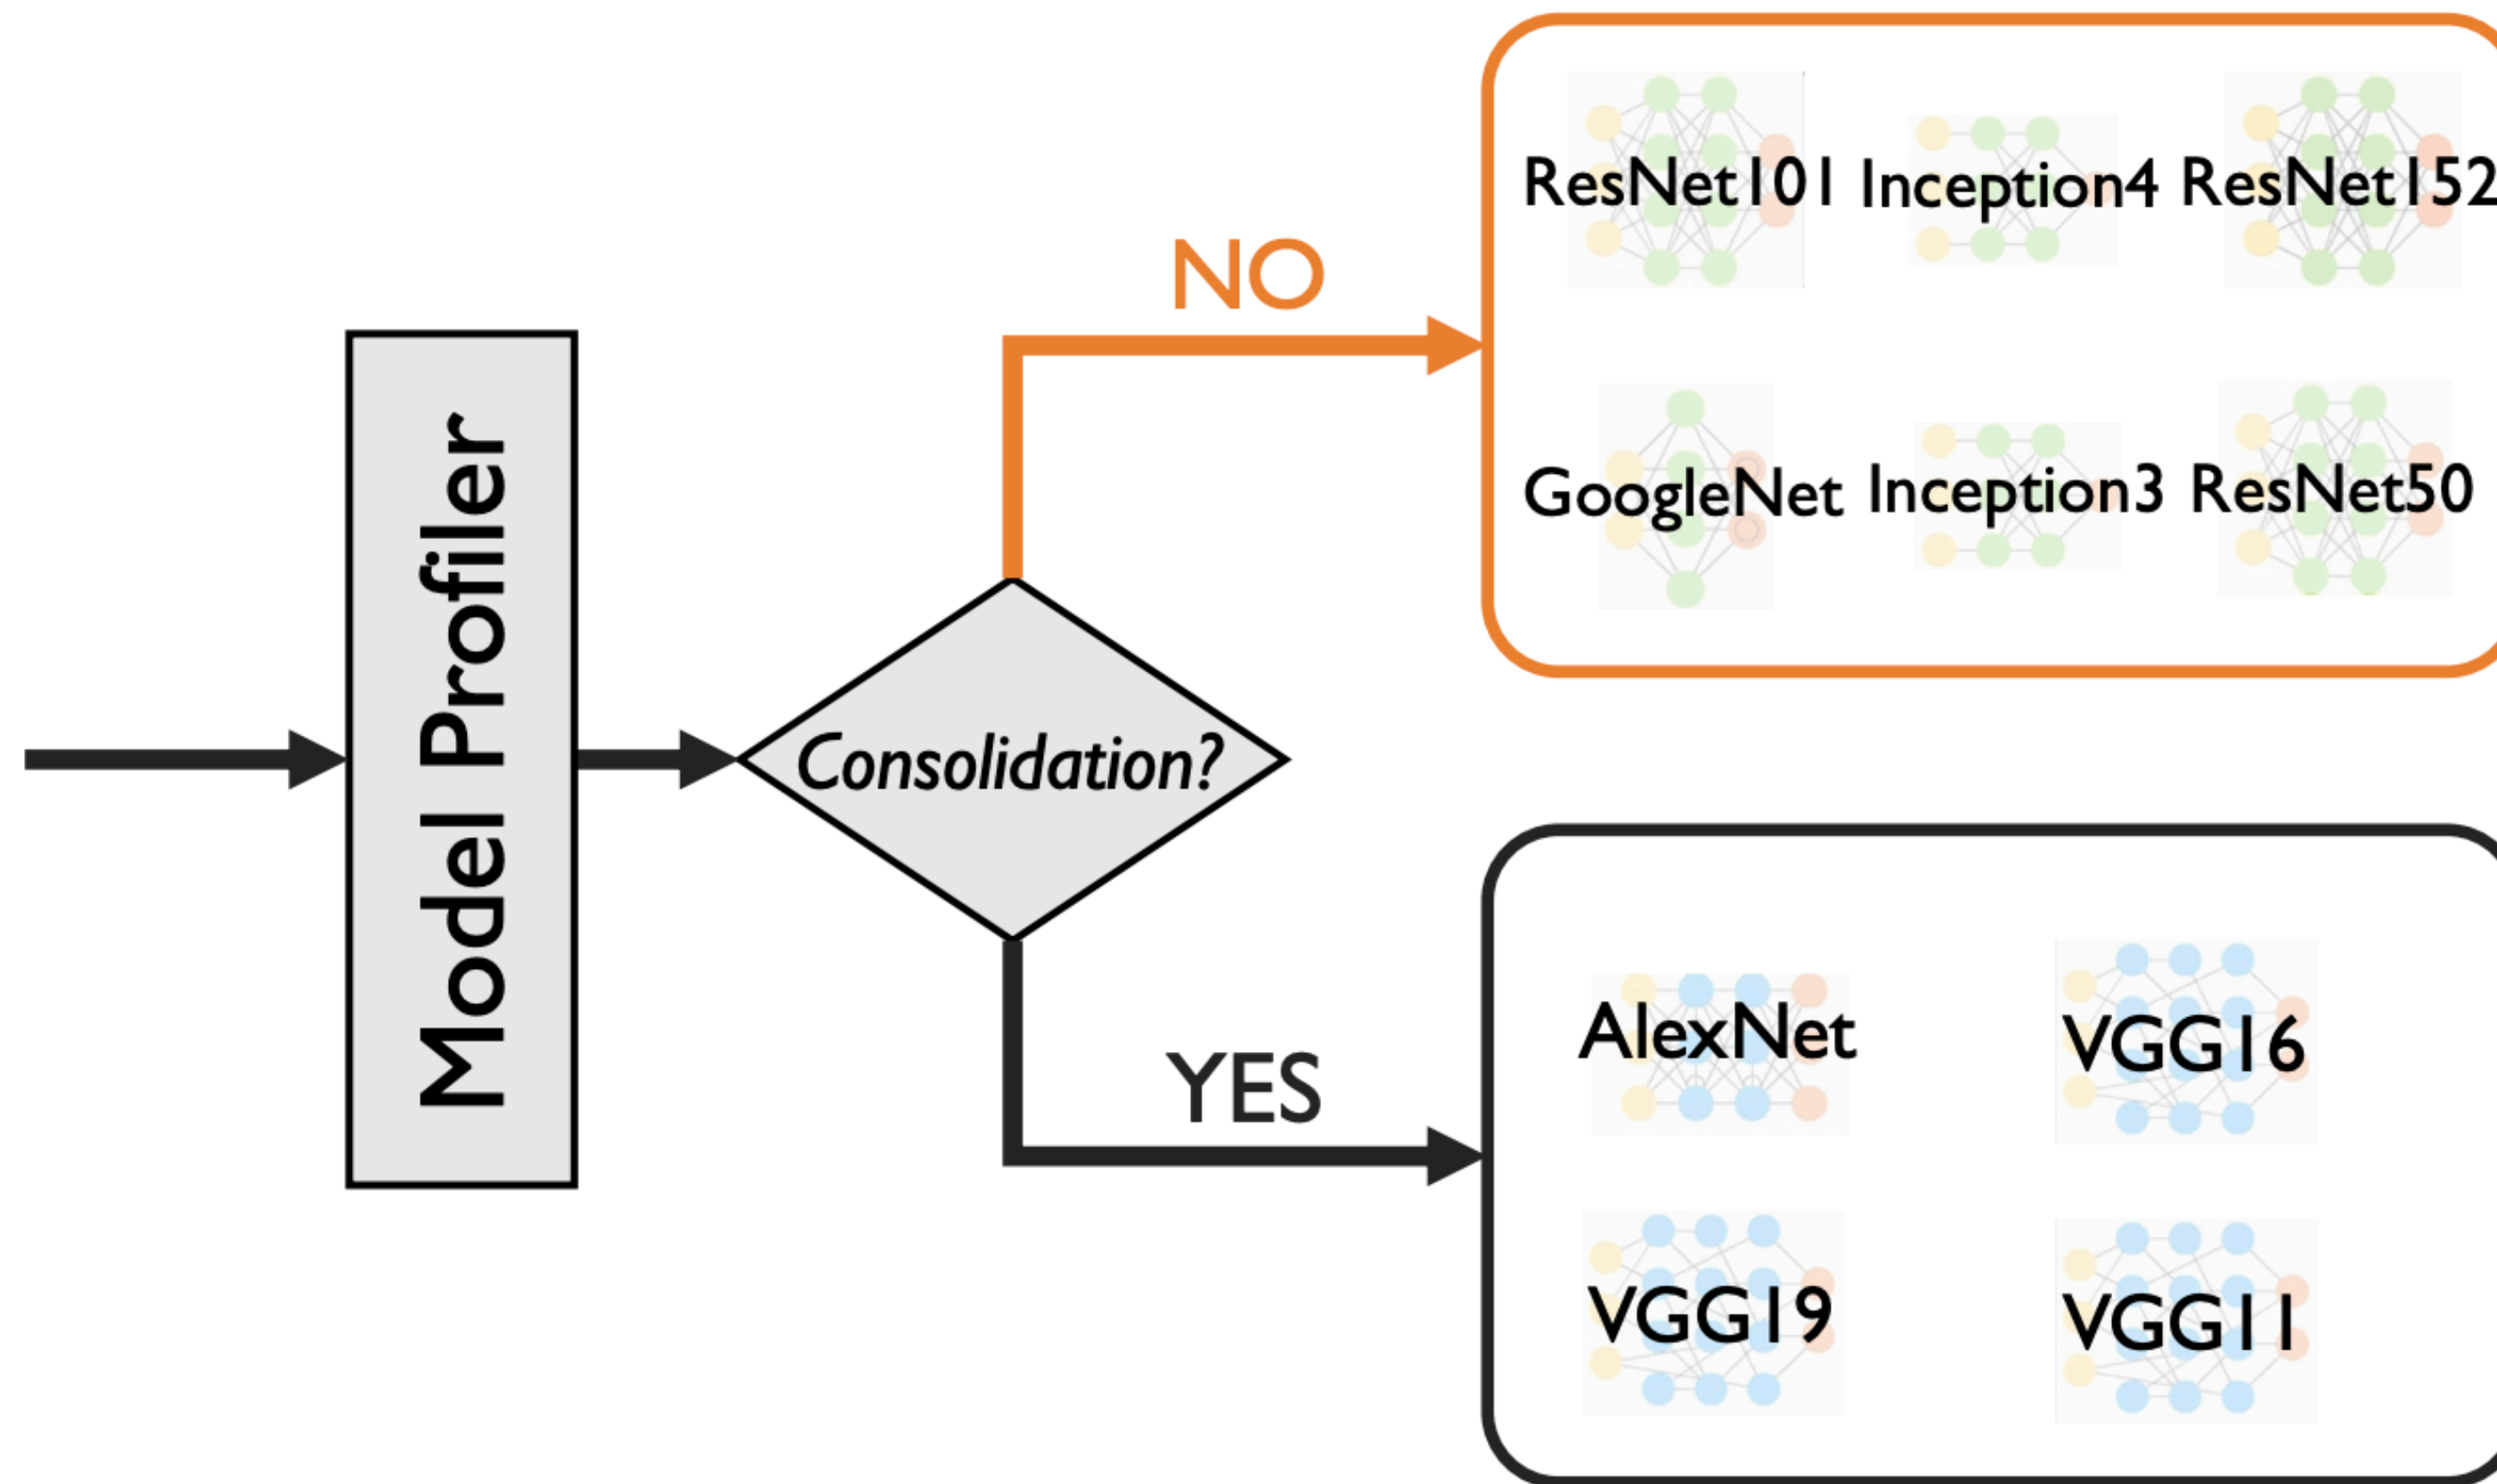 Model Profiler
Consolidation?
NO
ResNet101 Inception4 ResNet152
GoogleNet Inception3 ResNet50
YES
AlexNet VGG16
VGG19 VGG11